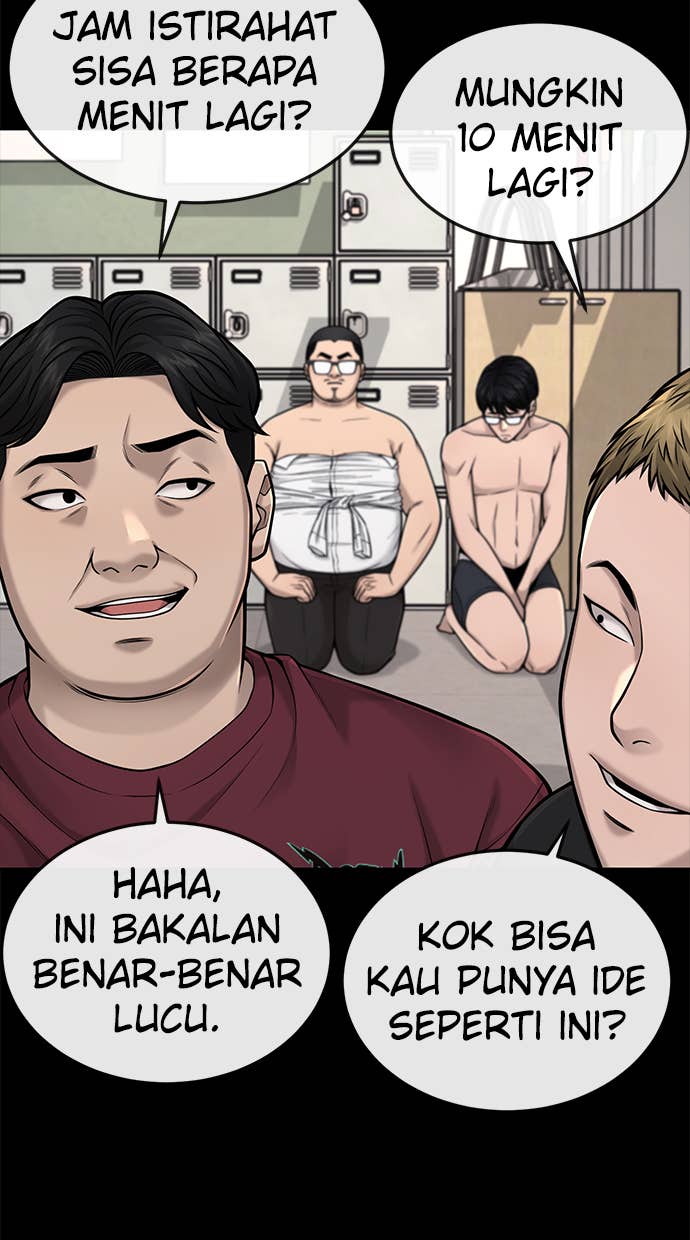 JAM ISTIRAHAT
SISA BERAPA
MENIT LAGI?
MUNGKIN
10 MENIT
LAGI?
HAHA,
INI BAKALAN
BENAR-BENAR
LUCU.
KOK BISA
KAU PUNYA IDE
SEPERTI INI?